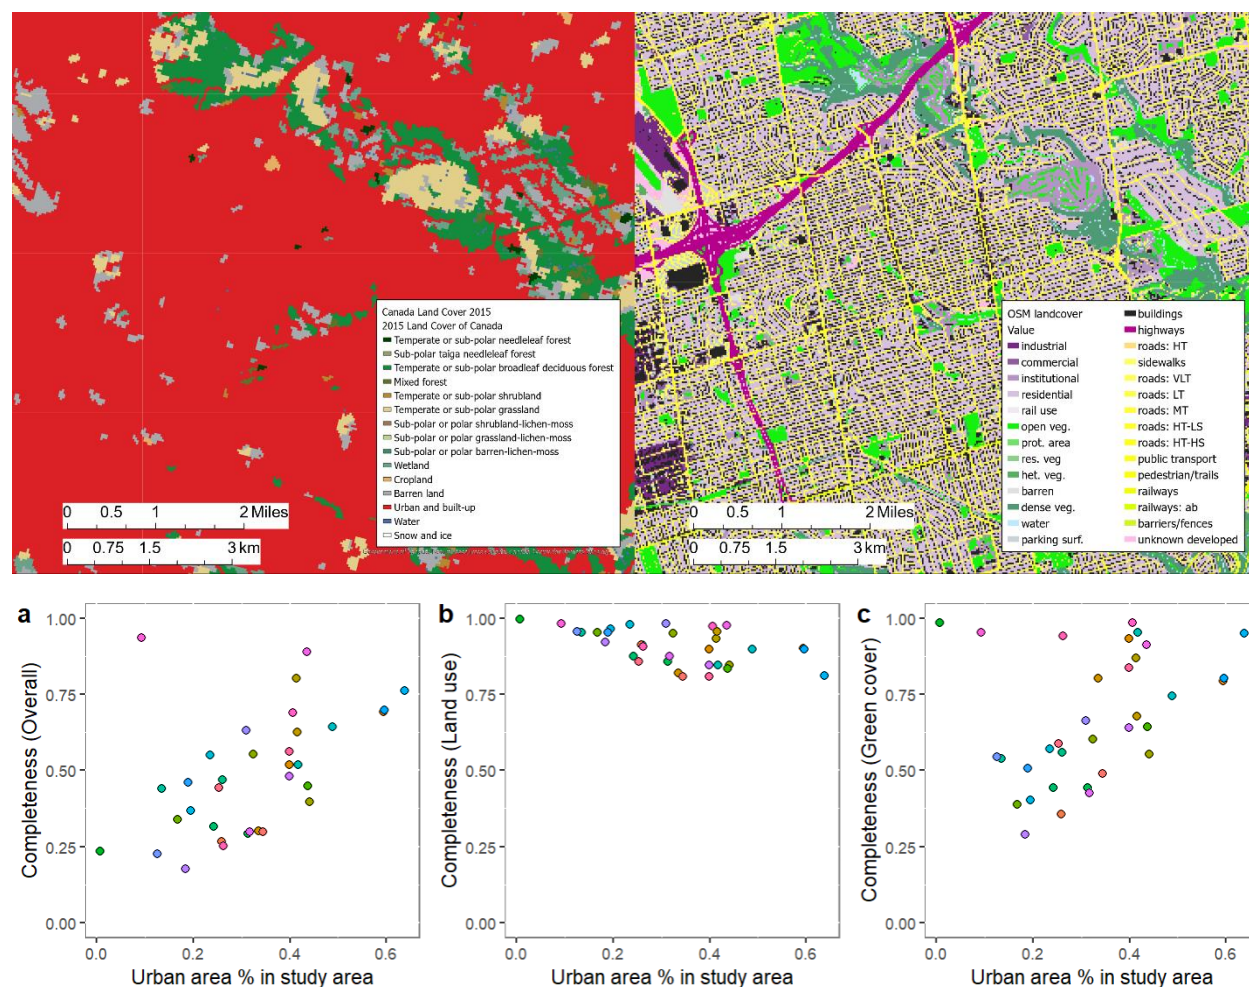 Canada Land Cover 2015
2015 Land Cover of Canada
Temperate or sub-polar needleleaf forest
Sub-polar taiga needleleaf forest
Temperate or sub-polar broadleaf deciduous forest
Mixed forest
Temperate or sub-polar shrubland
Temperate or sub-polar grassland
Sub-polar or polar shrubland-lichen-moss
Sub-polar or polar grassland-lichen-moss
Sub-polar or polar barren-lichen-moss
Wetland
Cropland
Barren land
Urban and built-up
Water
Snow and ice
0 0.5 1 2 Miles
0 0.75 1.5 3 km
OSM landcover
Value
industrial
commercial
institutional
residential
rail use
open veg.
prot. area
res. veg
het. veg.
barren
dense veg.
water
parking surf.
buildings
highways
roads: HT
sidewalks
roads: VLT
roads: LT
roads: MT
roads: HT-LS
roads: HT-HS
public transport
pedestrian/trails
railways
railways: ab
barriers/fences
unknown developed
0 0.5 1 2 Miles
0 0.75 1.5 3 km
a
Completeness (Overall)
1.00
0.75
0.50
0.25
0.00
0.0 0.2 0.4 0.6
Urban area % in study area
b
Completeness (Land use)
1.00
0.75
0.50
0.25
0.00
0.0 0.2 0.4 0.6
Urban area % in study area
c
Completeness (Green cover)
1.00
0.75
0.50
0.25
0.00
0.0 0.2 0.4 0.6
Urban area % in study area